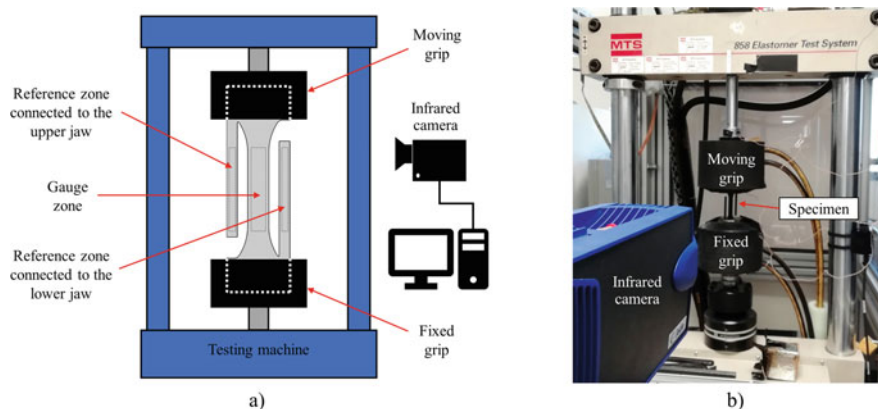 Moving
grip
Reference zone
connected to the
upper jaw
Infrared
camera
Gauge
zone
Reference zone
connected to the
lower jaw
Fixed
grip
Testing machine
a)
MTS
858 Elastomer Test System
Moving
grip
Specimen
Fixed
grip
Infrared
camera
b)